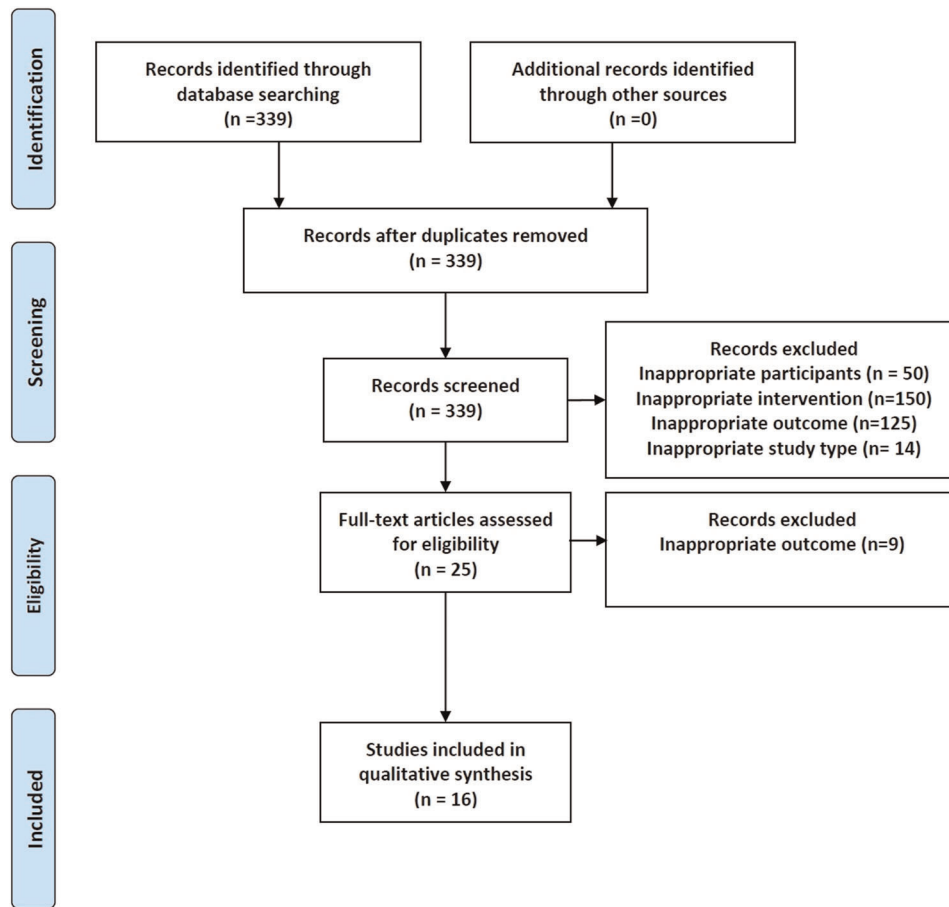 Identification
Records identified through
database searching
(n =339)
Additional records identified
through other sources
(n =0)
Records after duplicates removed
(n = 339)
Screening
Records screened
(n = 339)
Records excluded
Inappropriate participants (n = 50)
Inappropriate intervention (n=150)
Inappropriate outcome (n=125)
Inappropriate study type (n= 14)
Eligibility
Full-text articles assessed
for eligibility
(n = 25)
Records excluded
Inappropriate outcome (n=9)
Included
Studies included in
qualitative synthesis
(n = 16)